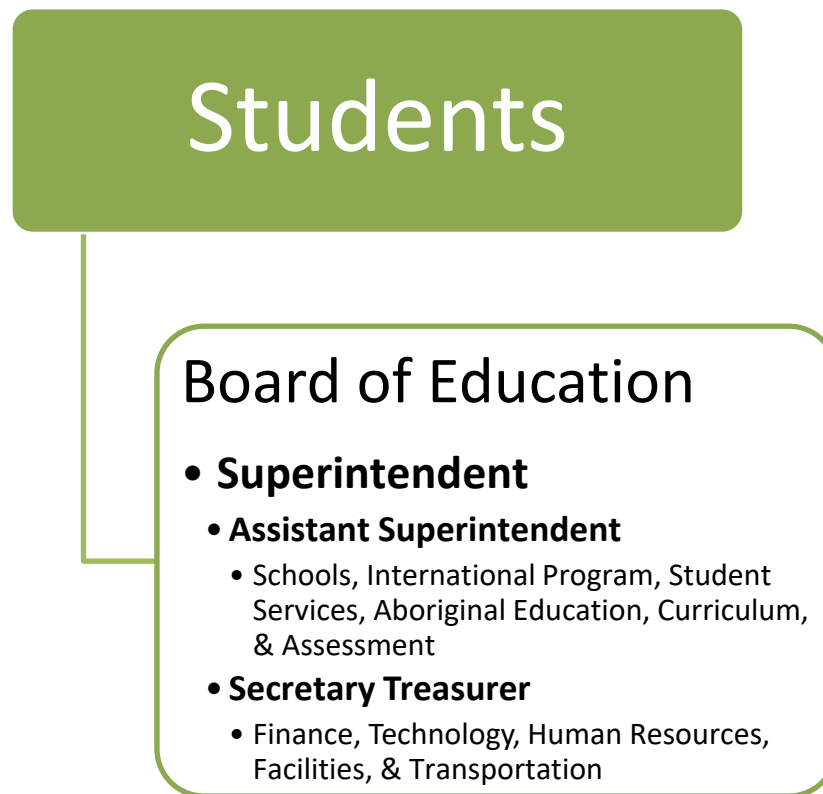 Students
Board of Education
• Superintendent
• Assistant Superintendent
• Schools, International Program, Student
Services, Aboriginal Education, Curriculum,
& Assessment
• Secretary Treasurer
• Finance, Technology, Human Resources,
Facilities, & Transportation